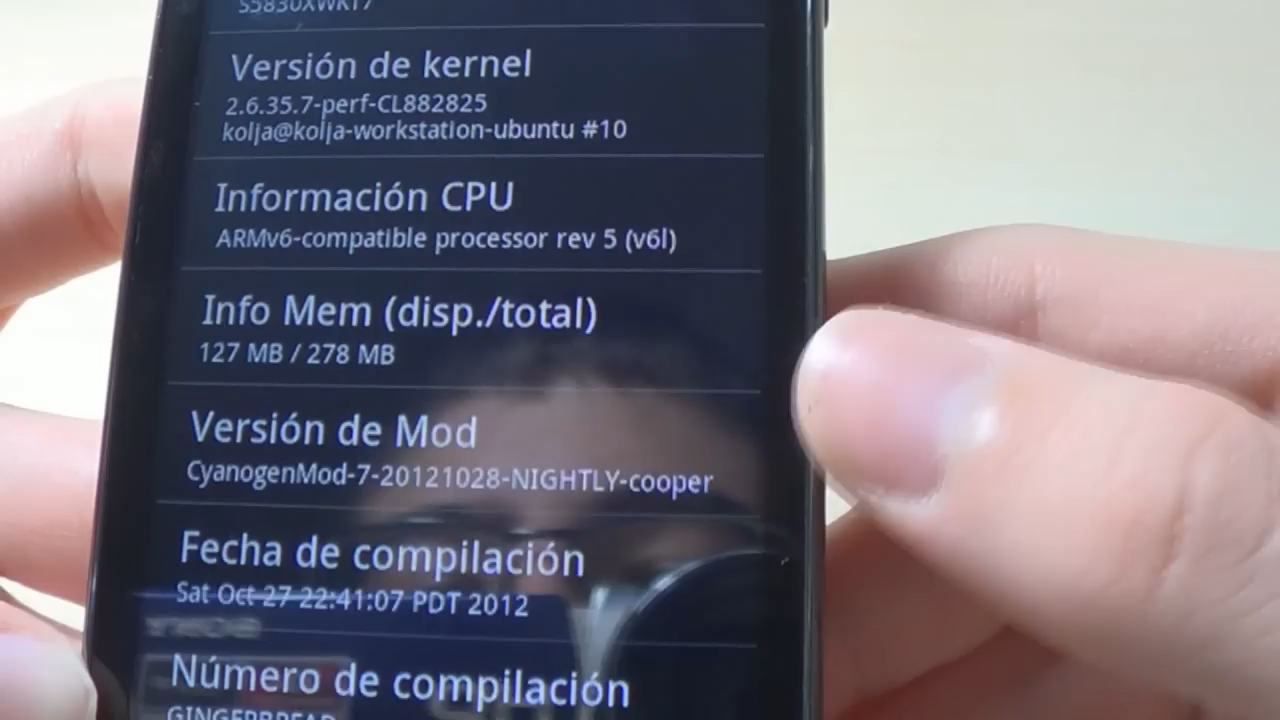 Versión de kernel
2.6.35.7-perf-CL882825
kolja@kolja-workstation-ubuntu #10
Información CPU
ARMv6-compatible processor rev 5 (v6l)
Info Mem (disp./total)
127 MB / 278 MB
Versión de Mod
CyanogenMod-7-20121028-NIGHTLY-cooper
Fecha de compilación
Sat Oct 27 22:41:07 PDT 2012
Número de compilación
GINGERBREAD